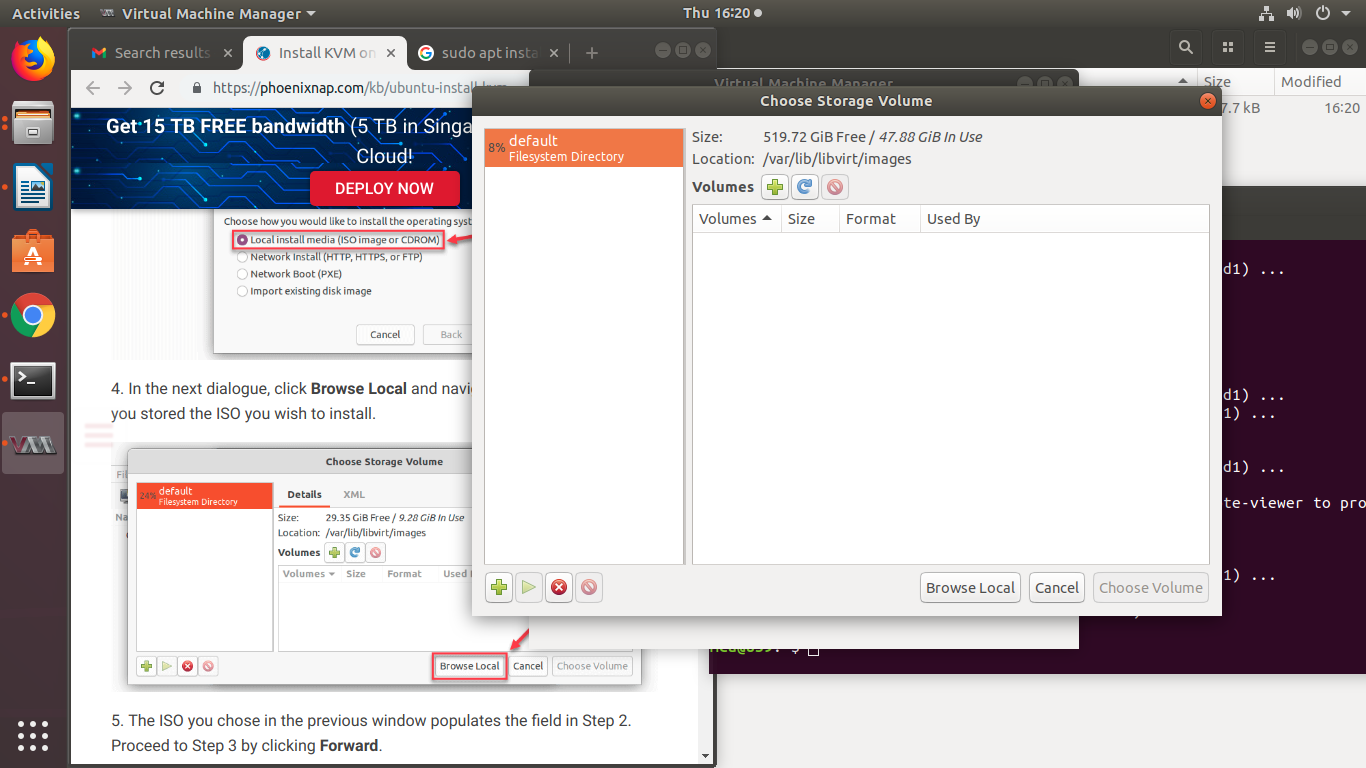 Activities
Virtual Machine Manager
Thu 16:20
Search results
Install KVM on
sudo apt insta
https://phoenixnap.com/kb/ubuntu-install-kvm
Virtual Machine Manager
Size
Modified
7.7 kB
16:20
Get 15 TB FREE bandwidth (5 TB in Singa
Cloud!
DEPLOY NOW
Choose how you would like to install the operating syst
Local install media (ISO image or CDROM)
Network Install (HTTP, HTTPS, or FTP)
Network Boot (PXE)
Import existing disk image
Cancel
Back
4. In the next dialogue, click Browse Local and navi
you stored the ISO you wish to install.
Choose Storage Volume
24%
default
Filesystem Directory
Details
XML
Size: 29.35 GiB Free / 9.28 GiB In Use
Location: /var/lib/libvirt/images
Volumes
Volumes
Size
Format
Used
Browse Local
Cancel
Choose Volume
5. The ISO you chose in the previous window populates the field in Step 2.
Proceed to Step 3 by clicking Forward.
Choose Storage Volume
8%
default
Filesystem Directory
Size: 519.72 GiB Free / 47.88 GiB In Use
Location: /var/lib/libvirt/images
Volumes
Volumes
Size
Format
Used By
Browse Local
Cancel
Choose Volume
d1) ...
d1) ...
1) ...
d1) ...
te-viewer to pro
1) ...